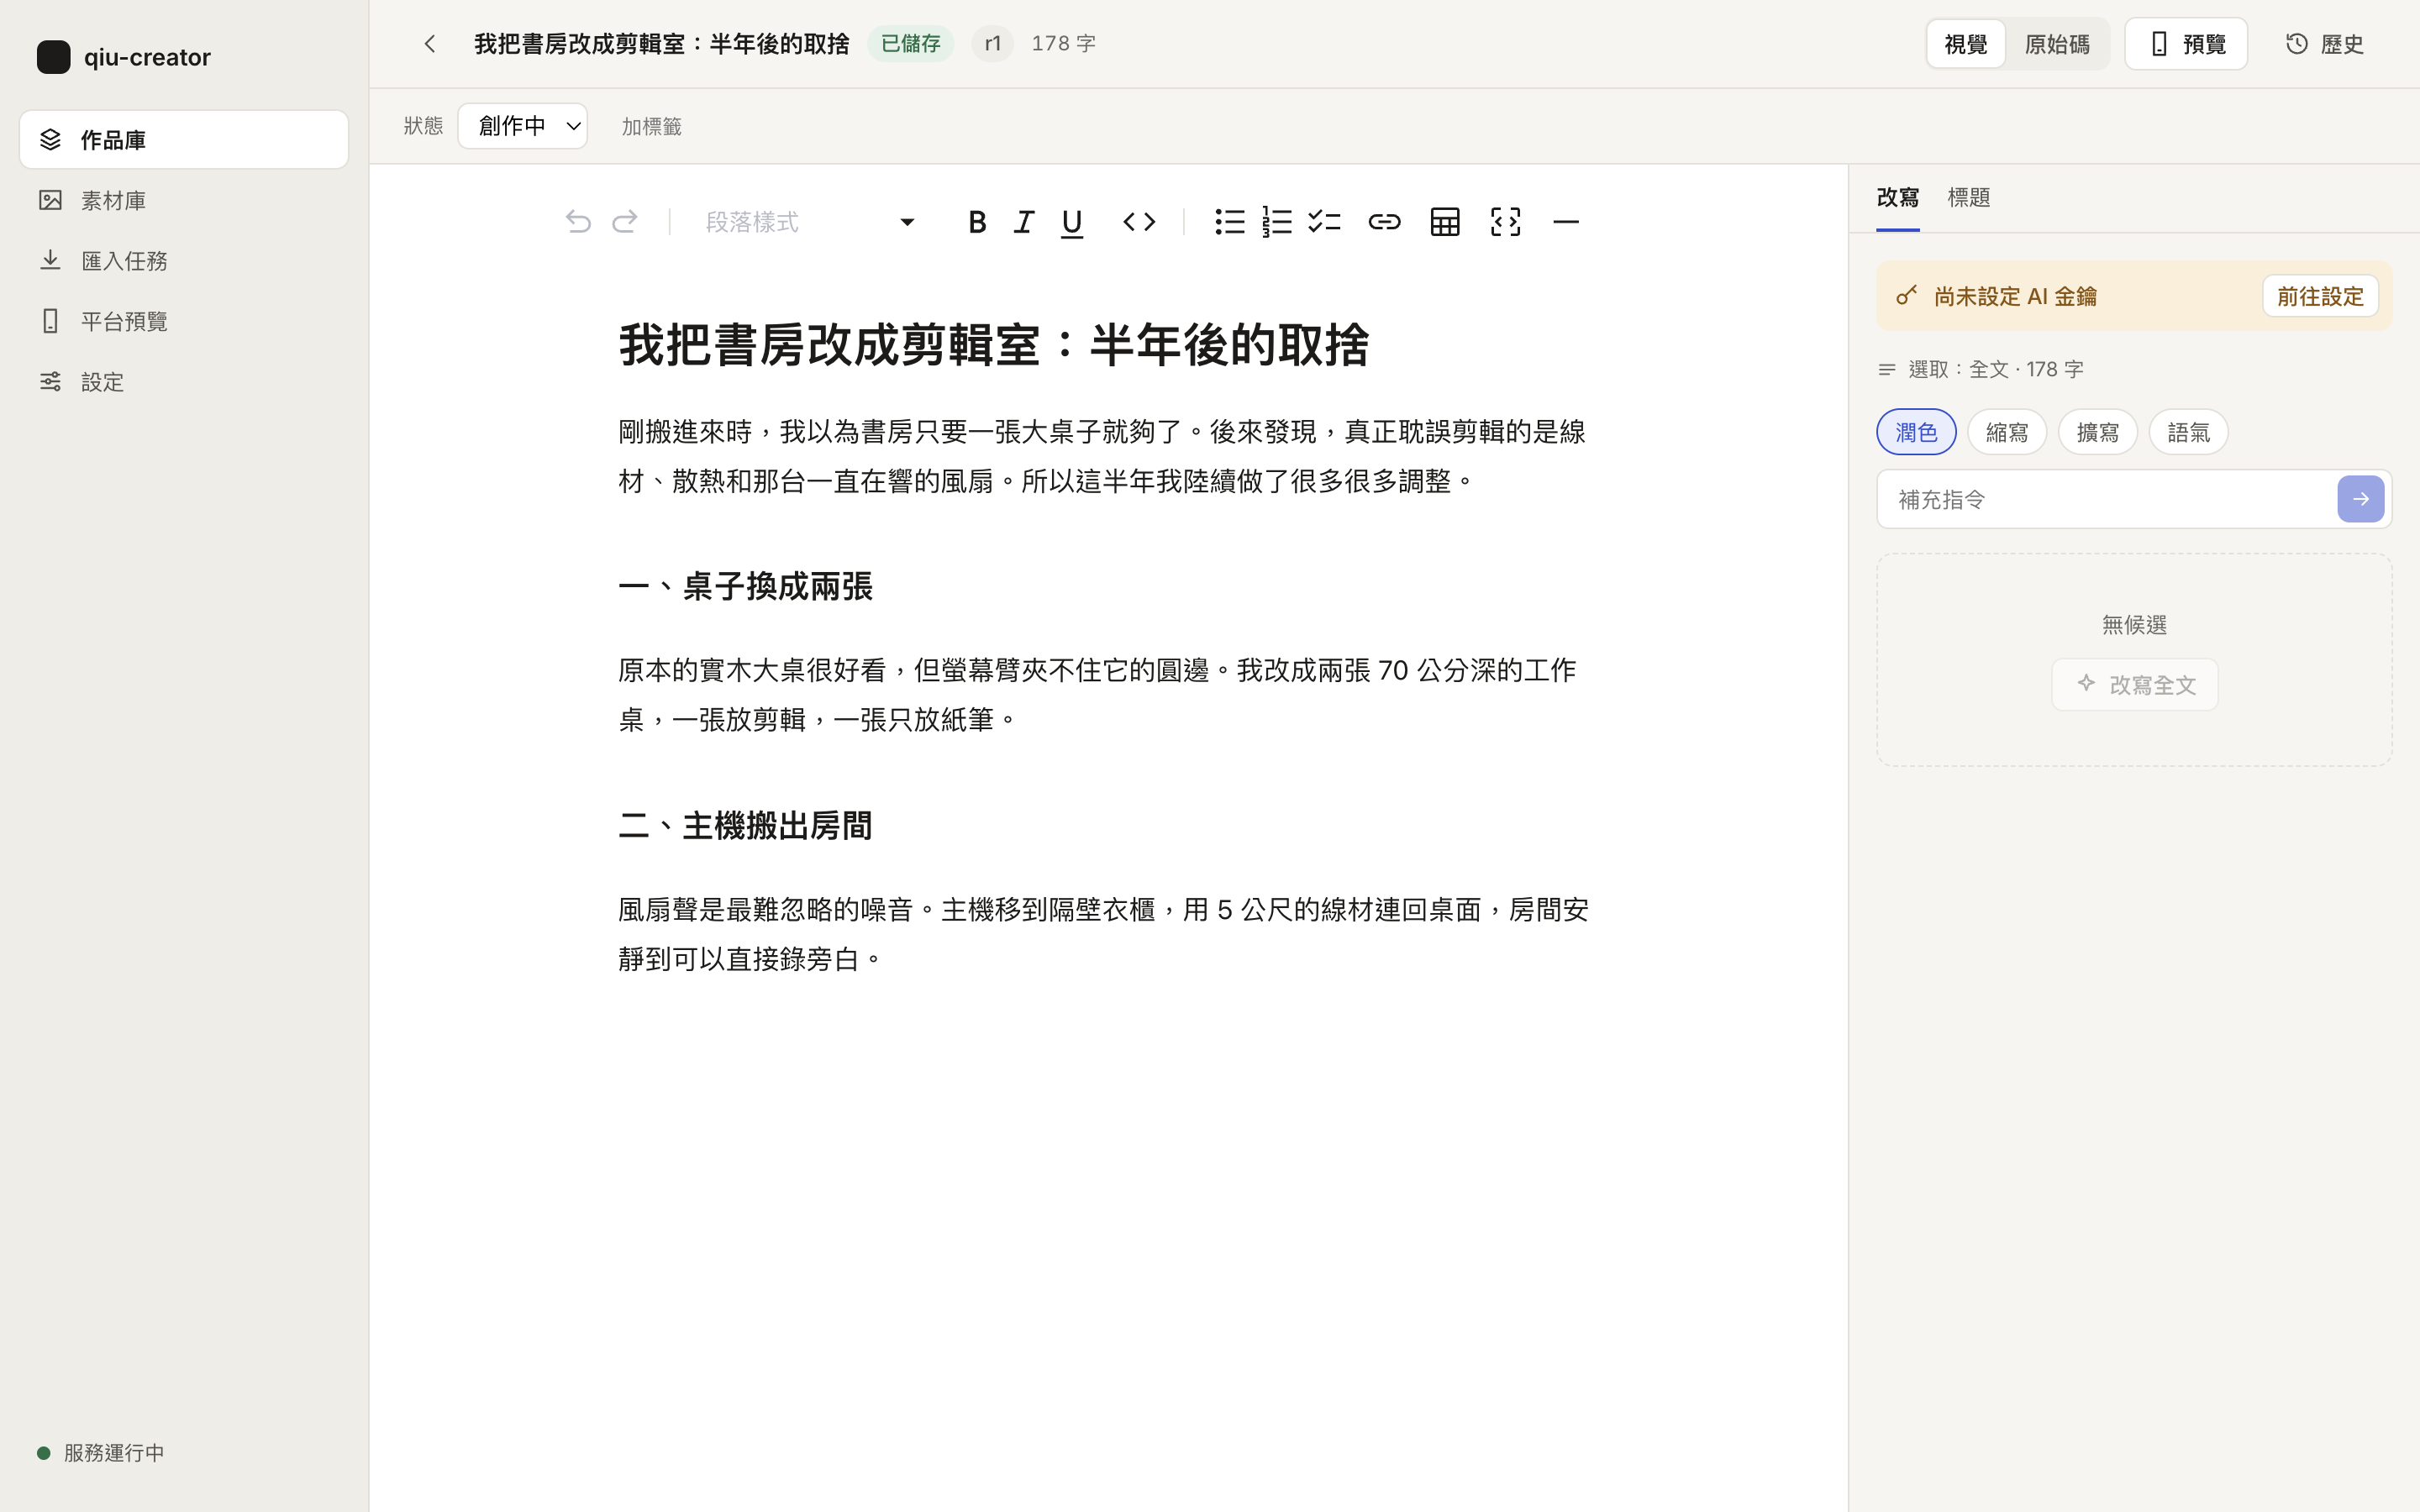 qiu-creator
作品庫
素材庫
匯入任務
平台預覽
設定
服務運行中
我把書房改成剪輯室：半年後的取捨 已儲存 r1 178 字
視覺 原始碼 預覽 歷史
狀態 創作中 加標籤
段落樣式
我把書房改成剪輯室：半年後的取捨
剛搬進來時，我以為書房只要一張大桌子就夠了。後來發現，真正耽誤剪輯的是線
材、散熱和那台一直在響的風扇。所以這半年我陸續做了很多很多調整。
一、桌子換成兩張
原本的實木大桌很好看，但螢幕臂夾不住它的圓邊。我改成兩張 70 公分深的工作
桌，一張放剪輯，一張只放紙筆。
二、主機搬出房間
風扇聲是最難忽略的噪音。主機移到隔壁衣櫃，用 5 公尺的線材連回桌面，房間安
靜到可以直接錄旁白。
改寫 標題
尚未設定 AI 金鑰 前往設定
選取：全文 · 178 字
潤色 縮寫 擴寫 語氣
補充指令
無候選
改寫全文